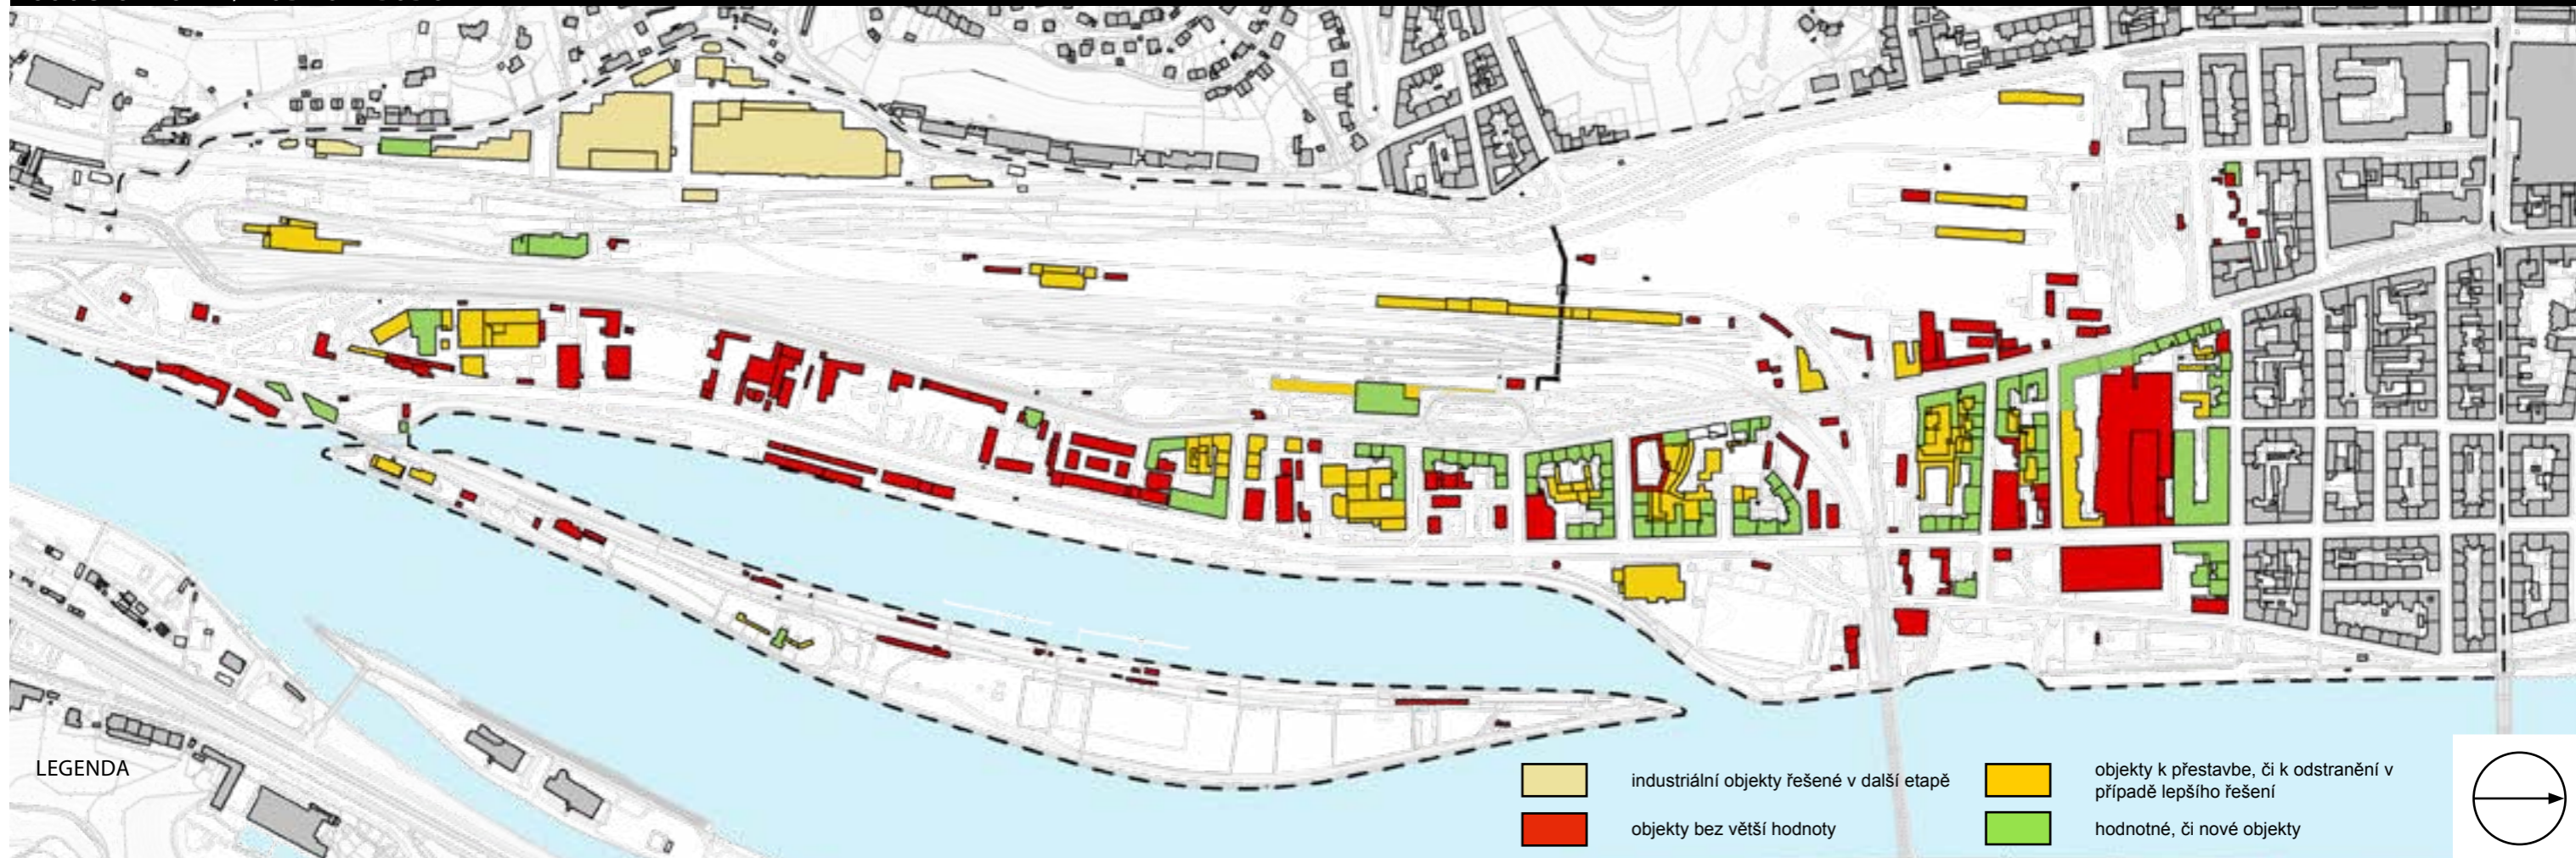 LEGENDA
industriální objekty řešené v další etapě
objekty bez větší hodnoty
objekty k přestavbe, či k odstranění v
případě lepšího řešení
hodnotné, či nové objekty